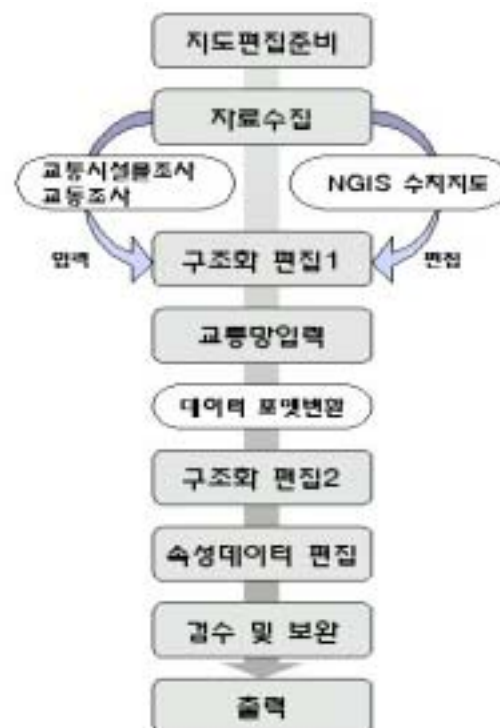 지도편집준비
자료수집
교통시설물조사
교통조사
NGIS 수치지도
입력
구조화 편집1
편집
교통망입력
데이터 포맷변환
구조화 편집2
속성데이터 편집
검수 및 보완
출력